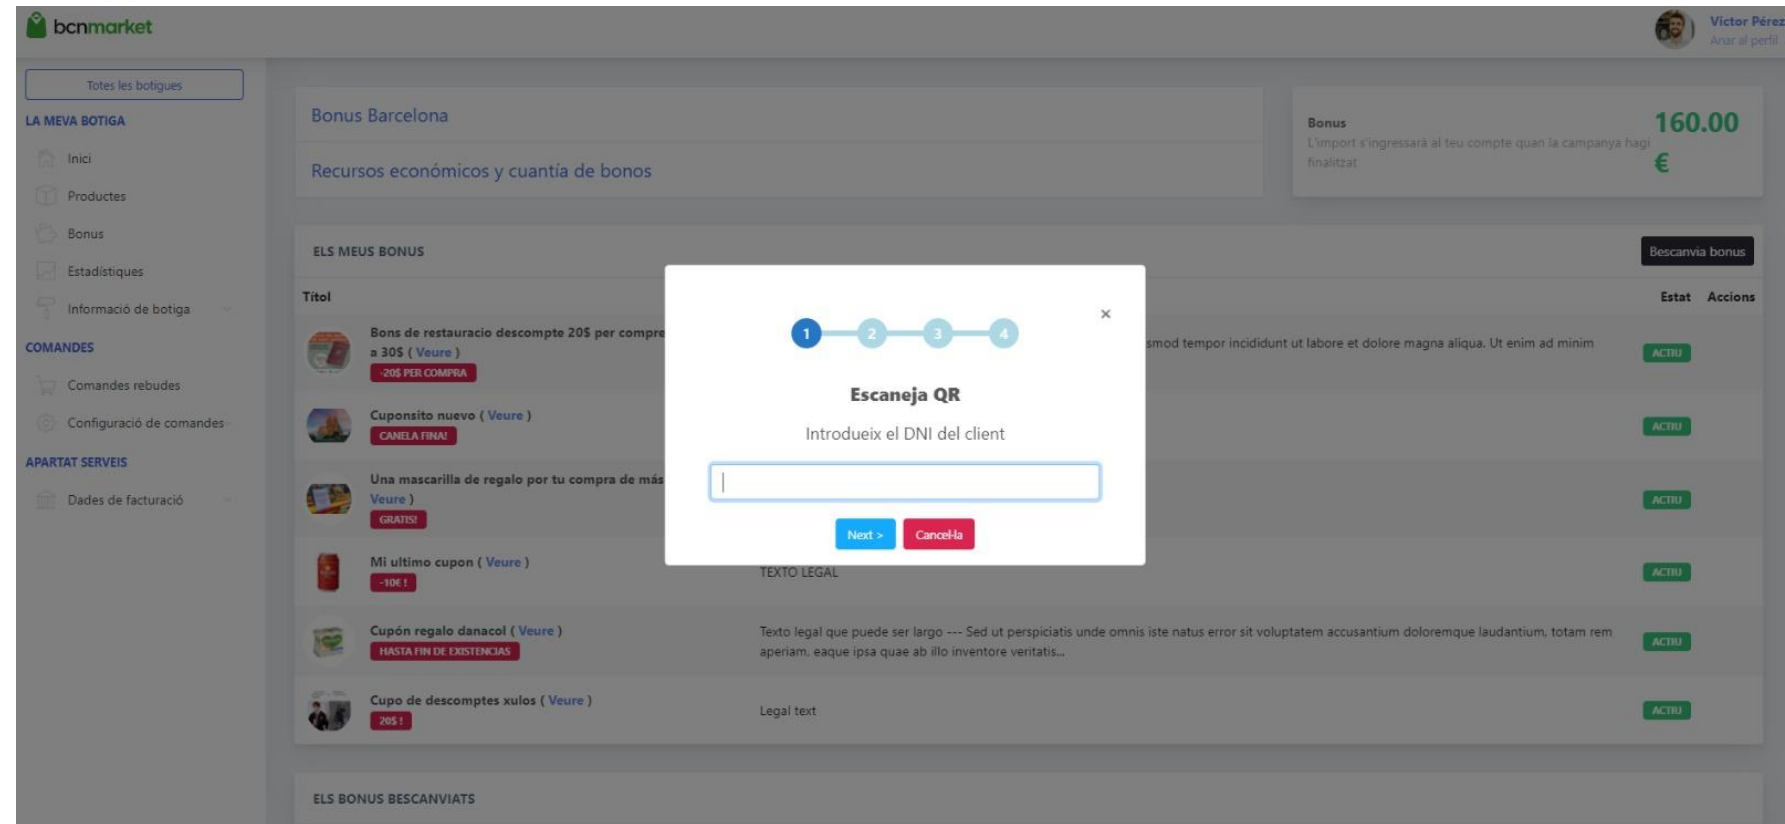 bcnmarket
Victor Pérez
Anar al perfil
Totes les botigues
LA MEVA BOTIGA
Inici
Productes
Bonus
Estadístiques
Informació de botiga
COMANDES
Comandes rebudes
Configuració de comandes
APARTAT SERVEIS
Dades de facturació
Bonus Barcelona
Recursos económicos y cuantía de bonos
Bonus
L'import s'ingressarà al teu compte quan la campanya hagi
finalitzat
160.00
€
ELS MEUS BONUS
Bescanvia bonus
Títol
Estat Accions
Bons de restauracio descompte 20$ per compre
a 30$ ( Veure )
-20$ PER COMPRA
smod tempor incididunt ut labore et dolore magna aliqua. Ut enim ad minim
ACTIU
Cuponsito nuevo ( Veure )
CANELA FINA!
ACTIU
Una mascarilla de regalo por tu compra de más
Veure )
GRATIS!
ACTIU
Mi ultimo cupon ( Veure )
-10€ !
TEXTO LEGAL
ACTIU
Cupón regalo danacol ( Veure )
HASTA FIN DE EXISTENCIAS
Texto legal que puede ser largo --- Sed ut perspiciatis unde omnis iste natus error sit voluptatem accusantium doloremque laudantium, totam rem
aperiam, eaque ipsa quae ab illo inventore veritatis...
ACTIU
Cupo de descomptes xulos ( Veure )
20$ !
Legal text
ACTIU
ELS BONUS BESCANVIATS
×
1 2 3 4
Escaneja QR
Introdueix el DNI del client
Next >
Cancel·la